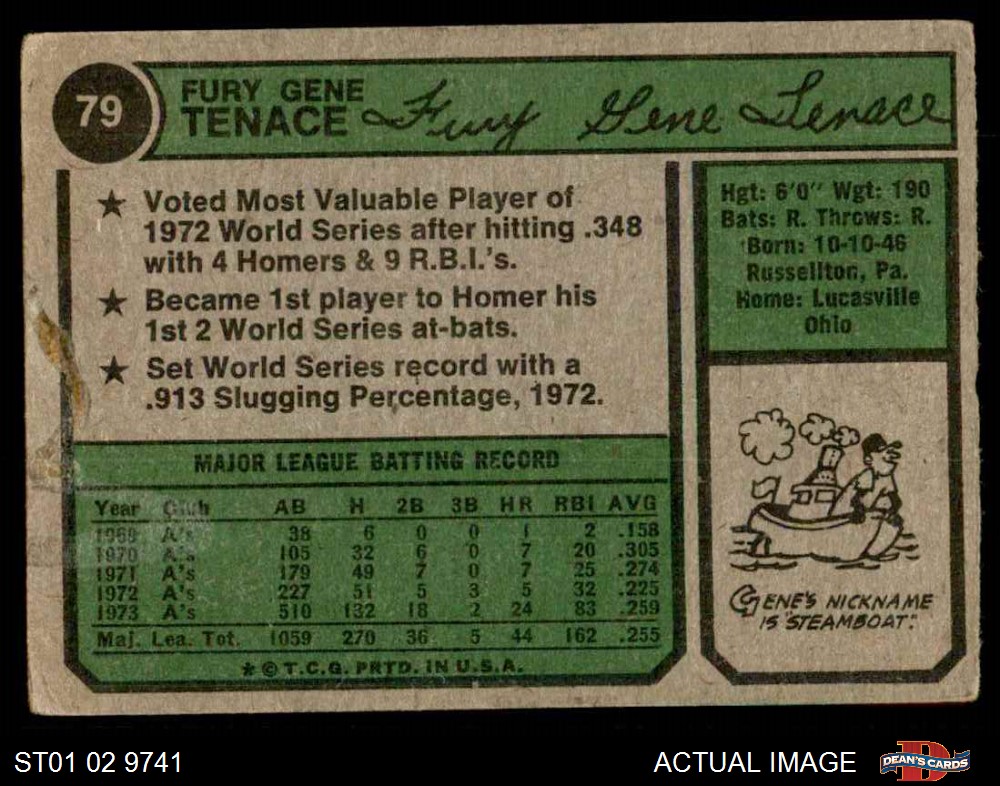 79
FURY GENE
TENACE
Fury Gene Tenace
★ Voted Most Valuable Player of
1972 World Series after hitting .348
with 4 Homers & 9 R.B.I.'s.
★ Became 1st player to Homer his
1st 2 World Series at-bats.
★ Set World Series record with a
.913 Slugging Percentage, 1972.
Hgt: 6'0" Wgt: 190
Bats: R. Throws: R.
Born: 10-10-46
Russellton, Pa.
Home: Lucasville
Ohio
MAJOR LEAGUE BATTING RECORD
Year Club AB H 2B 3B HR RBI AVG
1969 A's 38 6 0 0 1 2 .158
1970 A's 105 32 6 0 7 20 .305
1971 A's 179 49 7 0 7 25 .274
1972 A's 227 51 5 3 5 32 .225
1973 A's 510 132 18 2 24 83 .259
Maj. Lea. Tot. 1059 270 36 5 44 162 .255
* © T.C.G. PRTD. IN U.S.A.
GENE'S NICKNAME
IS "STEAMBOAT".
ST01 02 9741
ACTUAL IMAGE
D
DEAN'S CARDS